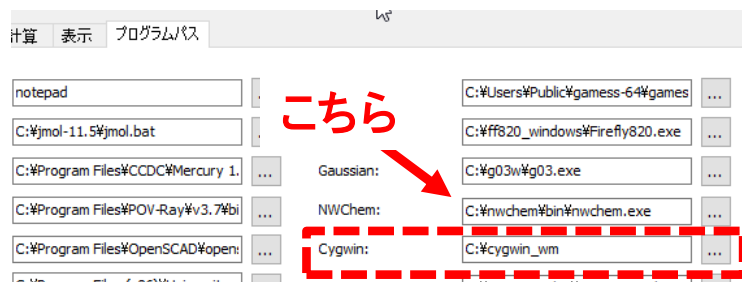 計算 表示 プログラムパス
notepad
C:¥Users¥Public¥gamess-64¥games
こちら
C:¥jmol-11.5¥jmol.bat
C:¥ff820_windows¥Firefly820.exe
C:¥Program Files¥CCDC¥Mercury 1.
...
Gaussian:
C:¥g03w¥g03.exe
...
C:¥Program Files¥POV-Ray¥v3.7¥bi
...
NWChem:
C:¥nwchem¥bin¥nwchem.exe
...
C:¥Program Files¥OpenSCAD¥opens
...
Cygwin:
C:¥cygwin_wm
...